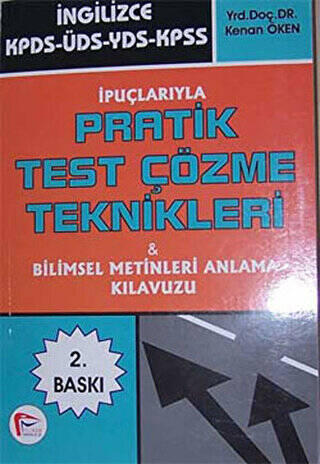 İNGİLİZCE
KPDS-ÜDS-YDS-KPSS
Yrd.Doç.DR.
Kenan ÖKEN
İPUÇLARIYLA
PRATİK
TEST ÇÖZME
TEKNİKLERİ
&
BİLİMSEL METİNLERİ ANLAMA
KILAVUZU
2.
BASKI